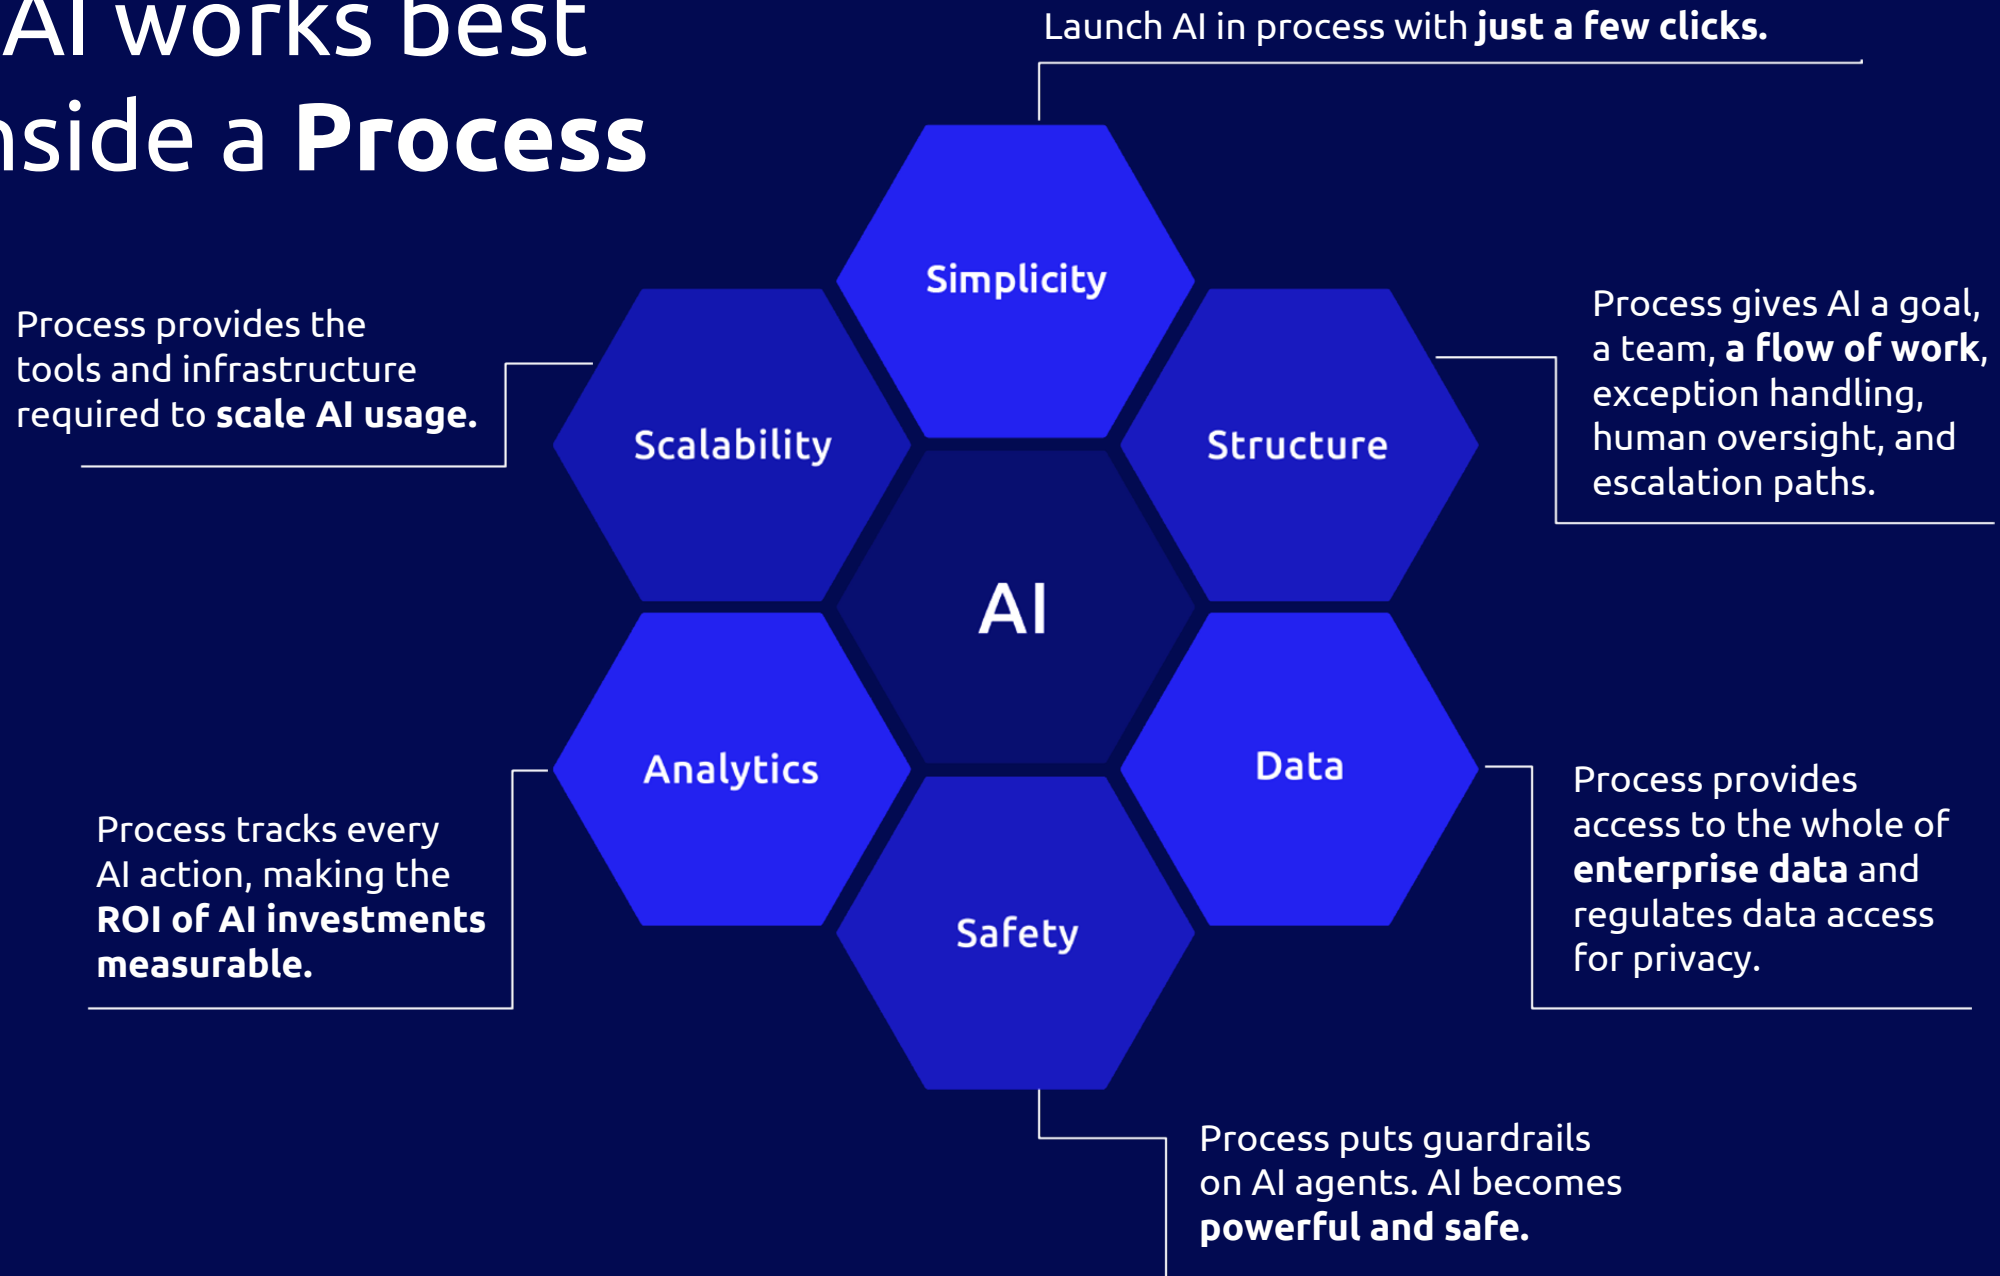 AI works best
nside a Process
Launch AI in process with just a few clicks.
Simplicity
Process provides the
tools and infrastructure
required to scale AI usage.
Scalability
Structure
Process gives AI a goal,
a team, a flow of work,
exception handling,
human oversight, and
escalation paths.
AI
Analytics
Data
Process tracks every
AI action, making the
ROI of AI investments
measurable.
Process provides
access to the whole of
enterprise data and
regulates data access
for privacy.
Safety
Process puts guardrails
on AI agents. AI becomes
powerful and safe.